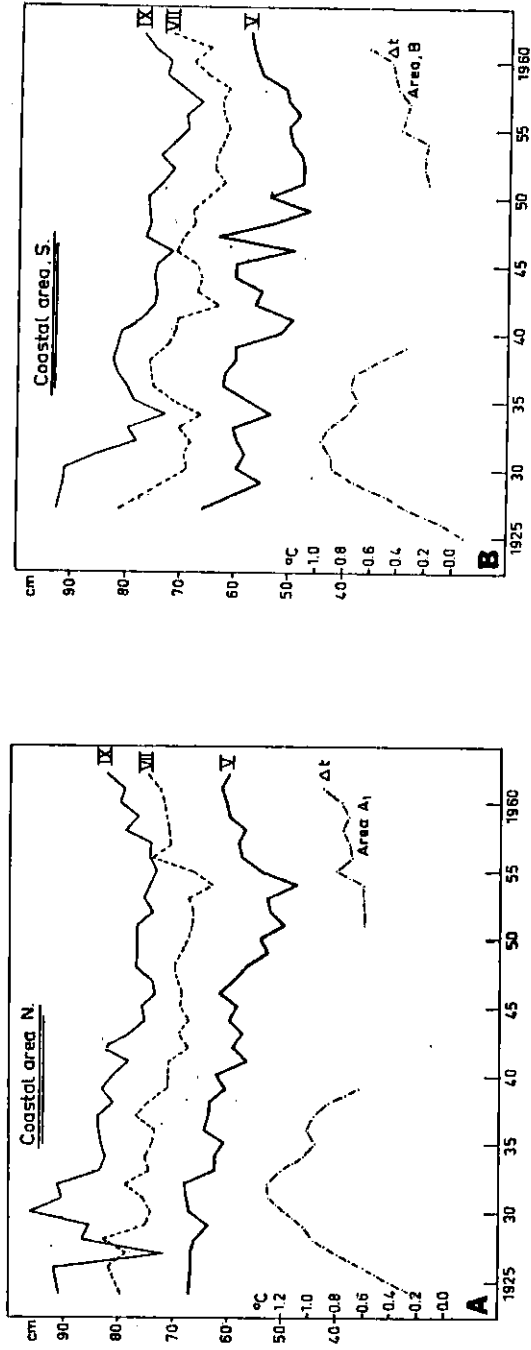 Coastal area N.
cm
90
80
70
60
50
40
°C
-1.2
-1.0
-0.8
-0.6
-0.4
-0.2
-0.0
IX
VII
V
Δt
Area A₁
A
1925
30
35
40
45
50
55
1960
Coastal area, S.
cm
90
80
70
60
50
40
°C
-1.0
-0.8
-0.6
-0.4
-0.2
-0.0
IX
VII
V
Δt
Area, B
B
1925
30
35
40
45
50
55
1960